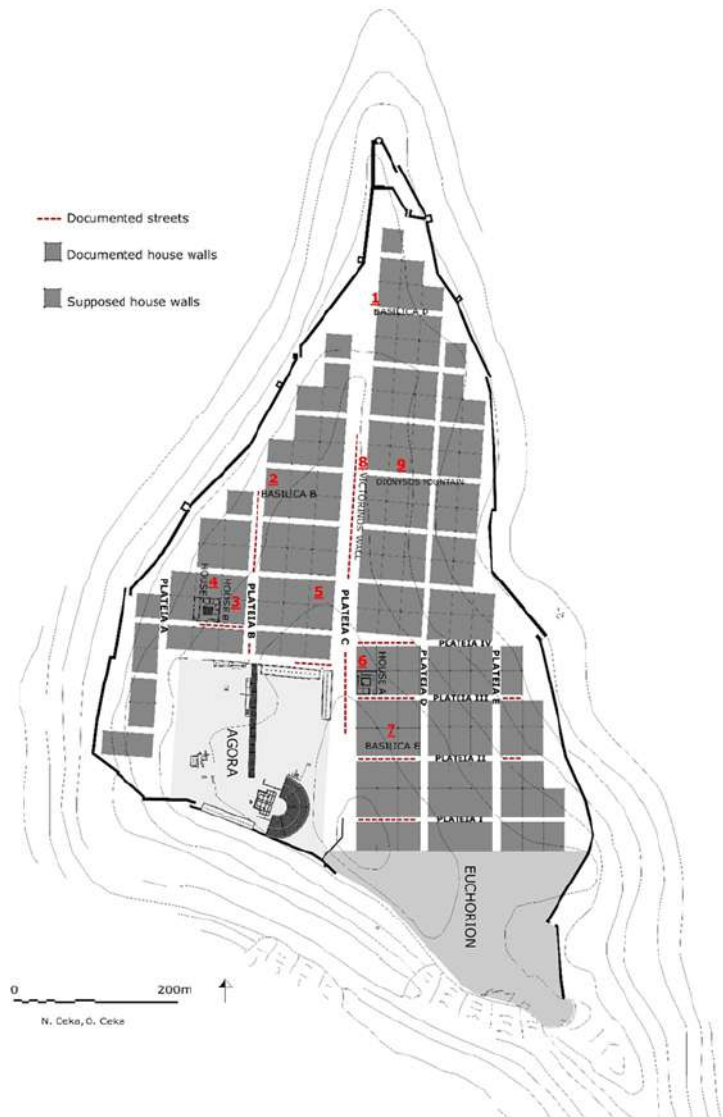 Documented streets
Documented house walls
Supposed house walls
1
BASILICA D
8
9
VICTORINOS WALL
DIONYSOS FOUNTAIN
2
BASILICA B
4
3
5
HOUSE B
PLATEIA A
PLATEIA B
PLATEIA C
PLATEIA IV
6
HOUSE A
PLATEIA D
PLATEIA E
PLATEIA III
7
BASILICA E
PLATEIA II
AGORA
PLATEIA I
EUCHORION
0 200m
N. Ceka, O. Ceka